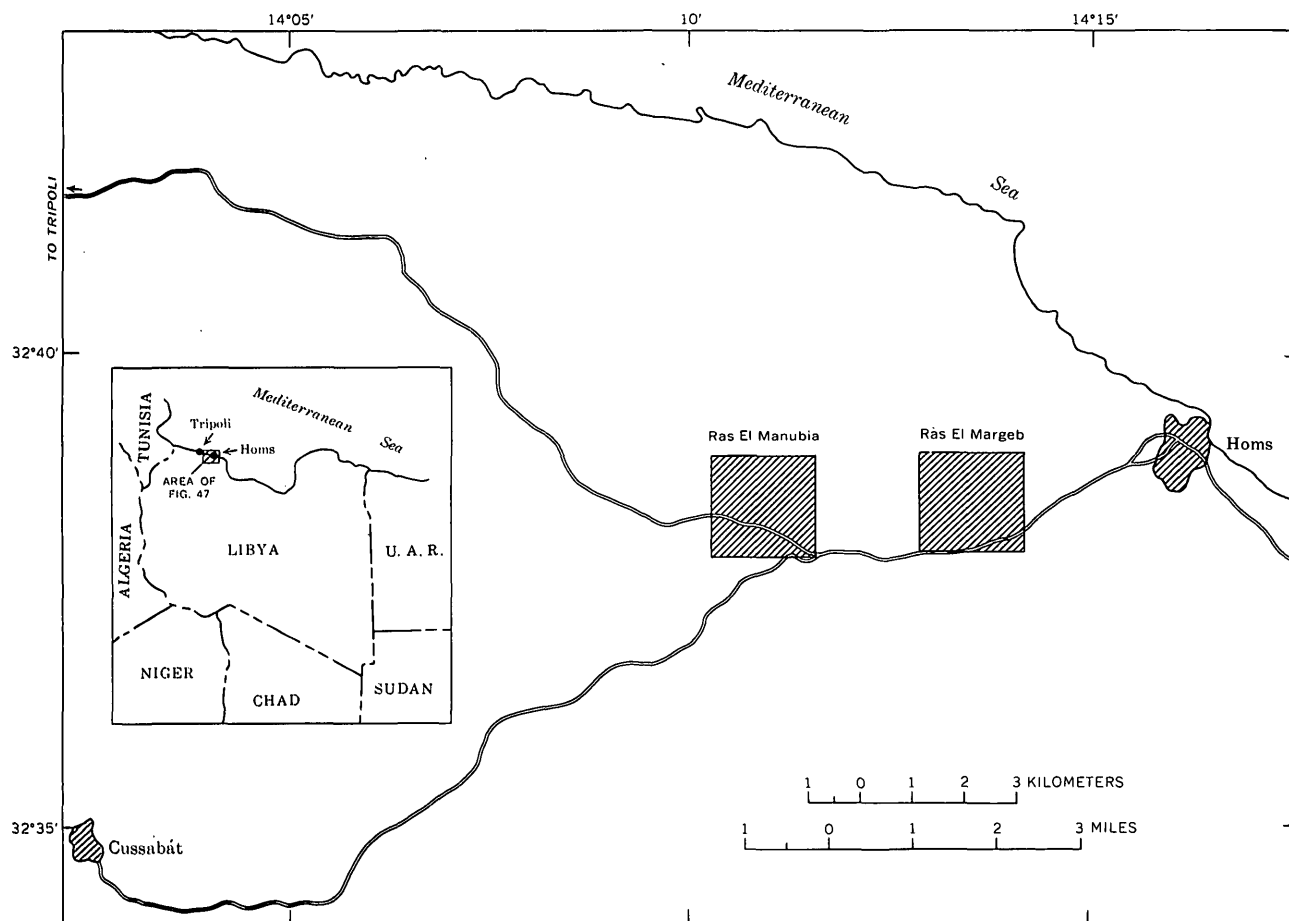 14°05'
10'
14°15'
Mediterranean
Sea
TO TRIPOLI
32°40'
Mediterranean
Sea
TUNISIA
Tripoli
Homs
AREA OF
FIG. 47
ALGERIA
LIBYA
U. A. R.
NIGER
CHAD
SUDAN
Ras El Manubia
Ràs El Margeb
Homs
1 0 1 2 3 KILOMETERS
1 0 1 2 3 MILES
32°35'
Cussabát